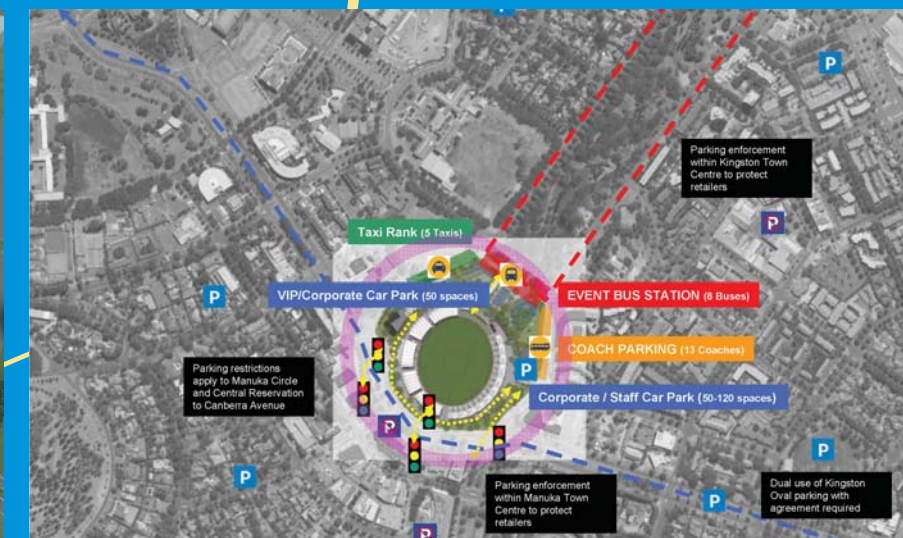 P
P
Parking enforcement
within Kingston Town
Centre to protect
retailers
P
Taxi Rank (5 Taxis)
P
VIP/Corporate Car Park (50 spaces)
EVENT BUS STATION (8 Buses)
COACH PARKING (13 Coaches)
P
Parking restrictions
apply to Manuka Circle
and Central Reservation
to Canberra Avenue
Corporate / Staff Car Park (50-120 spaces)
P
P
P
Parking enforcement
within Manuka Town
Centre to protect
retailers
P
Dual use of Kingston
Oval parking with
agreement required
P
P